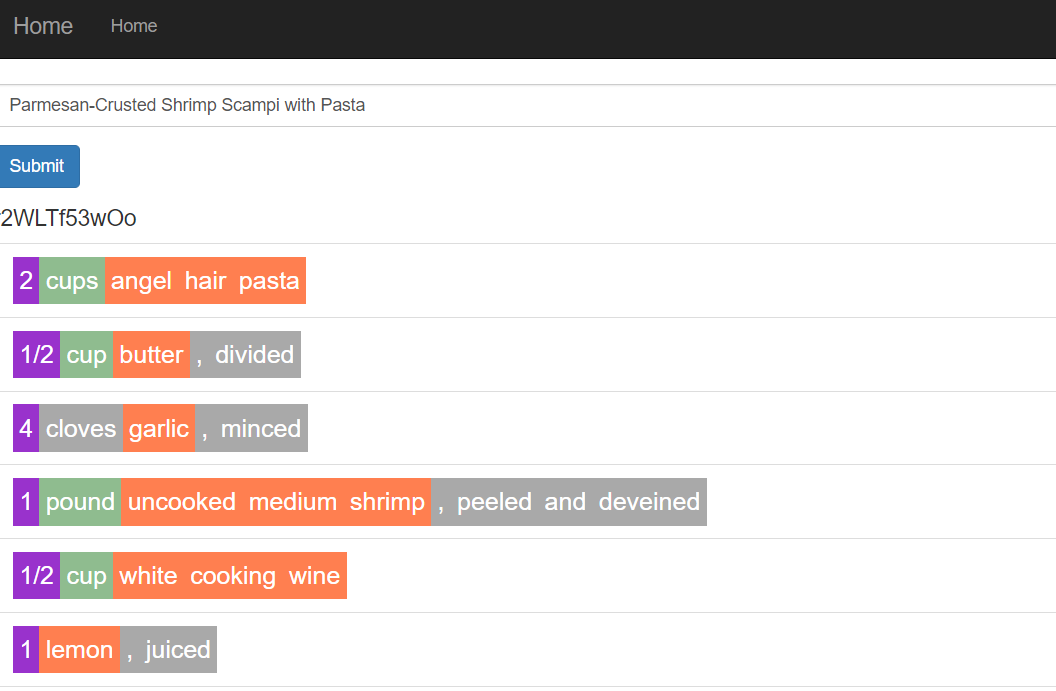 Home Home
Parmesan-Crusted Shrimp Scampi with Pasta
Submit
2WLTf53wOo
2 cups angel hair pasta
1/2 cup butter , divided
4 cloves garlic , minced
1 pound uncooked medium shrimp , peeled and deveined
1/2 cup white cooking wine
1 lemon , juiced